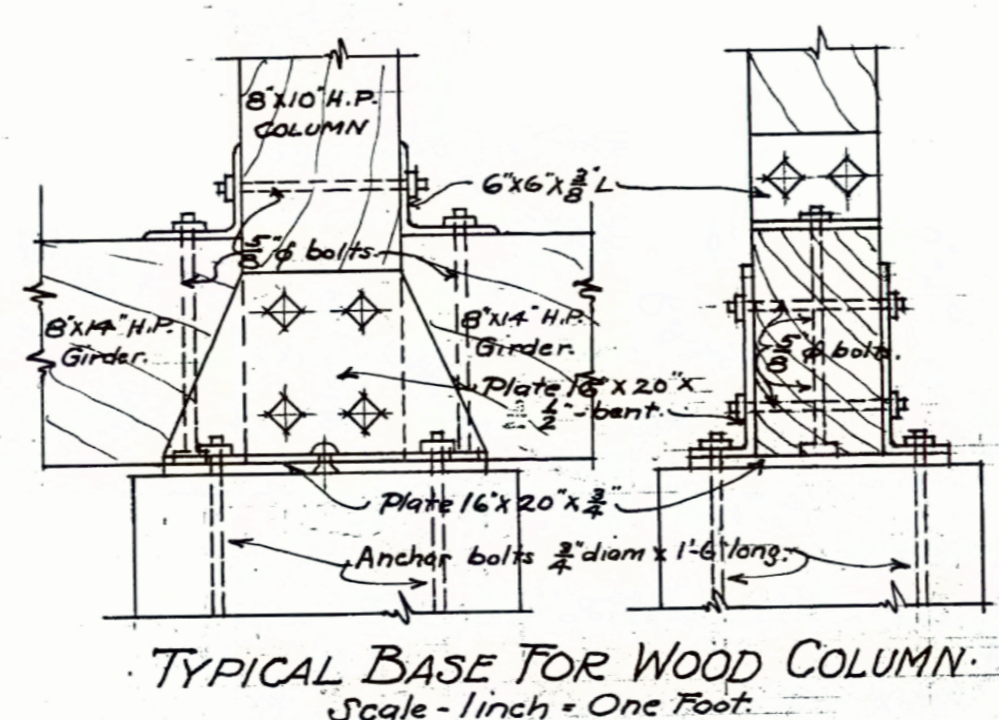 8"x10" H.P.
COLUMN
6"x6"x3/8" L
5/8" ϕ bolts.
8"x14" H.P.
Girder.
8"x14" H.P.
Girder.
5/8" ϕ bolts.
Plate 16" x 20" x
1/2" - bent.
Plate 16"x 20"x 3/4"
Anchor bolts 3/4" diam x 1'-6" long.
TYPICAL BASE FOR WOOD COLUMN.
Scale - 1 inch = One Foot.